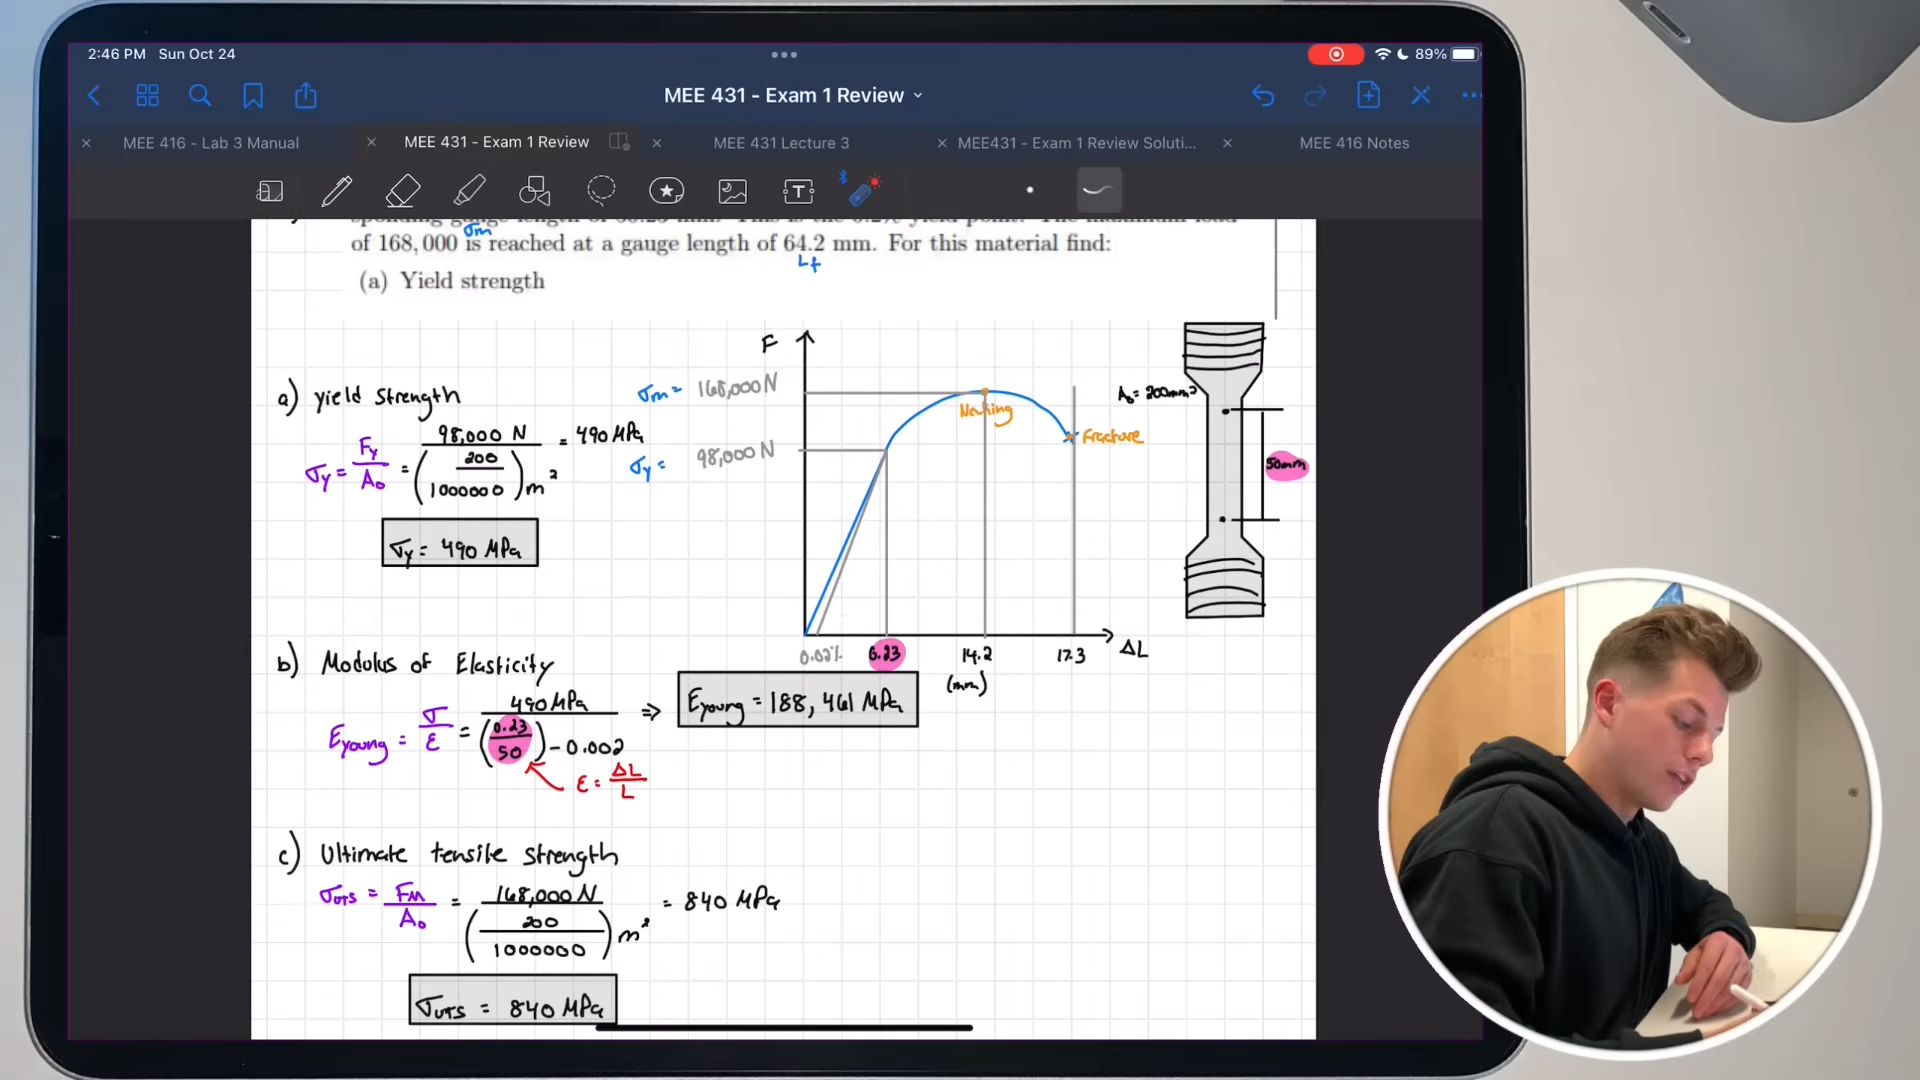 2:46 PM Sun Oct 24
89%
MEE 431 - Exam 1 Review
MEE 416 - Lab 3 Manual
MEE 431 - Exam 1 Review
MEE 431 Lecture 3
MEE431 - Exam 1 Review Soluti...
MEE 416 Notes
T
σm
of 168,000 is reached at a gauge length of 64.2 mm. For this material find:
Lf
(a) Yield strength
F
a) yield strength
σm = 168,000 N
σy = 98,000 N
Necking
Fracture
A₀ = 200mm²
50mm
σy = Fy / A₀ = 98,000 N / (200 / 1000000) m² = 490 MPa
σy = 490 MPa
0.02% 0.23 14.2 17.3 ΔL
(mm)
b) Modulus of Elasticity
Eyoung = σ / ε = 490 MPa / (0.23 / 50) - 0.002 ⇒ Eyoung = 188,461 MPa
ε = ΔL / L
c) Ultimate tensile strength
σUTS = FM / A₀ = 168,000 N / (200 / 1000000) m² = 840 MPa
σUTS = 840 MPa